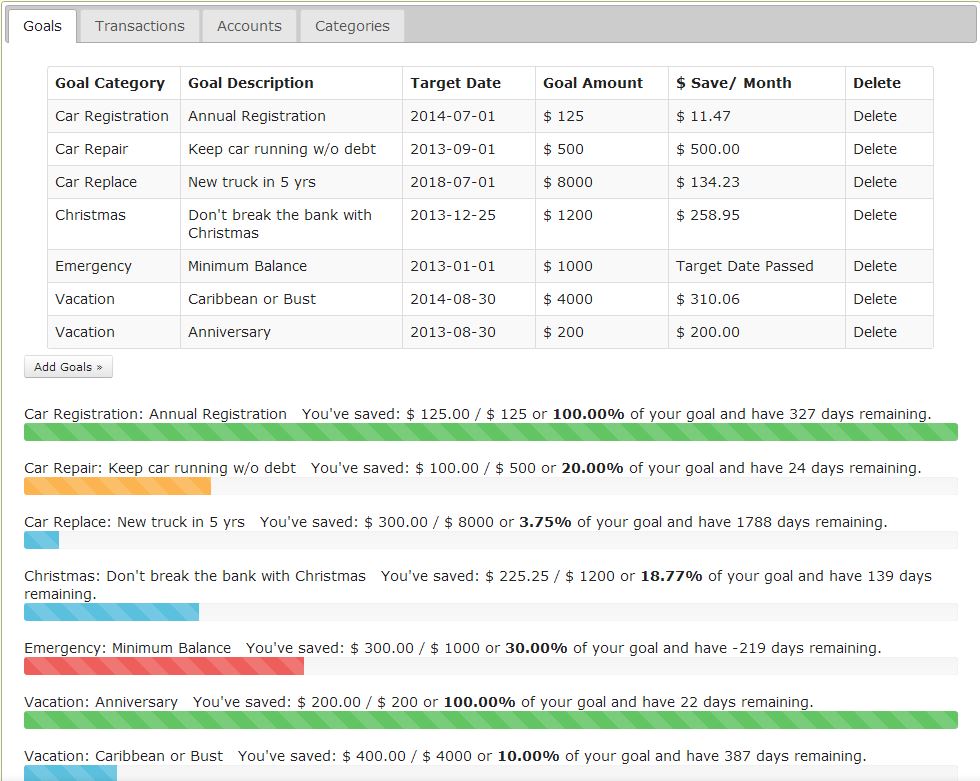 Goals Transactions Accounts Categories
Goal Category Goal Description Target Date Goal Amount $ Save/ Month Delete
Car Registration Annual Registration 2014-07-01 $ 125 $ 11.47 Delete
Car Repair Keep car running w/o debt 2013-09-01 $ 500 $ 500.00 Delete
Car Replace New truck in 5 yrs 2018-07-01 $ 8000 $ 134.23 Delete
Christmas Don't break the bank with 2013-12-25 $ 1200 $ 258.95 Delete
Christmas
Emergency Minimum Balance 2013-01-01 $ 1000 Target Date Passed Delete
Vacation Caribbean or Bust 2014-08-30 $ 4000 $ 310.06 Delete
Vacation Anniversary 2013-08-30 $ 200 $ 200.00 Delete
Add Goals »
Car Registration: Annual Registration You've saved: $ 125.00 / $ 125 or 100.00% of your goal and have 327 days remaining.
Car Repair: Keep car running w/o debt You've saved: $ 100.00 / $ 500 or 20.00% of your goal and have 24 days remaining.
Car Replace: New truck in 5 yrs You've saved: $ 300.00 / $ 8000 or 3.75% of your goal and have 1788 days remaining.
Christmas: Don't break the bank with Christmas You've saved: $ 225.25 / $ 1200 or 18.77% of your goal and have 139 days
remaining.
Emergency: Minimum Balance You've saved: $ 300.00 / $ 1000 or 30.00% of your goal and have -219 days remaining.
Vacation: Anniversary You've saved: $ 200.00 / $ 200 or 100.00% of your goal and have 22 days remaining.
Vacation: Caribbean or Bust You've saved: $ 400.00 / $ 4000 or 10.00% of your goal and have 387 days remaining.